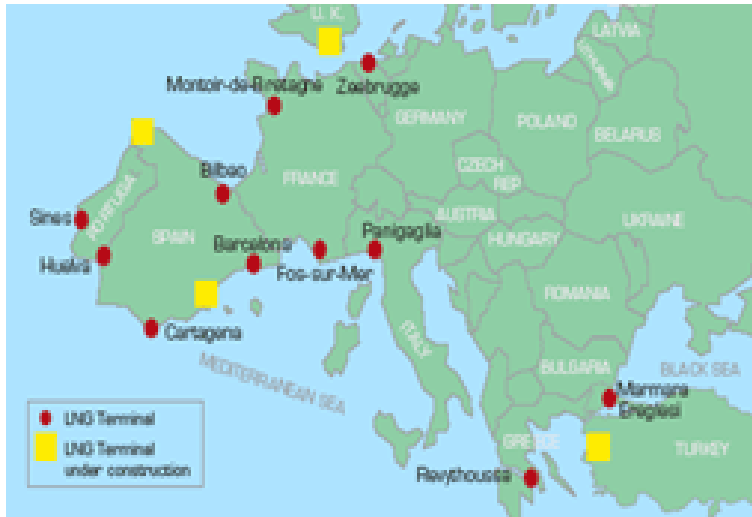 U. K.
LATVIA
LITHUANIA
Montoir-de-Bretagne
Zeebrugge
GERMANY
POLAND
BELARUS
Bilbao
FRANCE
CZECH
REP.
Sines
PORTUGAL
SPAIN
AUSTRIA
UKRAINE
Huelva
Barcelona
Panigaglia
HUNGARY
Fos-sur-Mer
ROMANIA
Cartagena
ITALY
MEDITERRANEAN SEA
BULGARIA
BLACK SEA
Marmara
Ereglesi
LNG Terminal
LNG Terminal
under construction
GREECE
TURKEY
Revythoussa